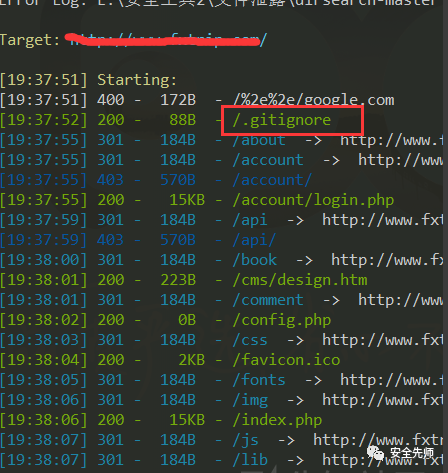 Error Log: E:\安全工具2\文件泄露\dirsearch-master
Target: /
[19:37:51] Starting:
[19:37:51] 400 - 172B - /%2e%2e/google.com
[19:37:52] 200 - 88B - /.gitignore
[19:37:55] 301 - 184B - /about -> http://www.fx
[19:37:55] 301 - 184B - /account -> http://www.
[19:37:55] 403 - 570B - /account/
[19:37:55] 200 - 15KB - /account/login.php
[19:37:59] 301 - 184B - /api -> http://www.fxt
[19:37:59] 403 - 570B - /api/
[19:38:00] 301 - 184B - /book -> http://www.fx
[19:38:01] 200 - 223B - /cms/design.htm
[19:38:02] 301 - 184B - /comment -> http://www.
[19:38:02] 200 - 0B - /config.php
[19:38:03] 301 - 184B - /css -> http://www.fxt
[19:38:04] 200 - 2KB - /favicon.ico
[19:38:05] 301 - 184B - /fonts -> http://www.f
[19:38:06] 301 - 184B - /img -> http://www.fxt
[19:38:06] 200 - 15KB - /index.php
[19:38:07] 301 - 184B - /js -> http://www.fxt
[19:38:07] 301 - 184B - /lib -> http://www.fxt
安全先师